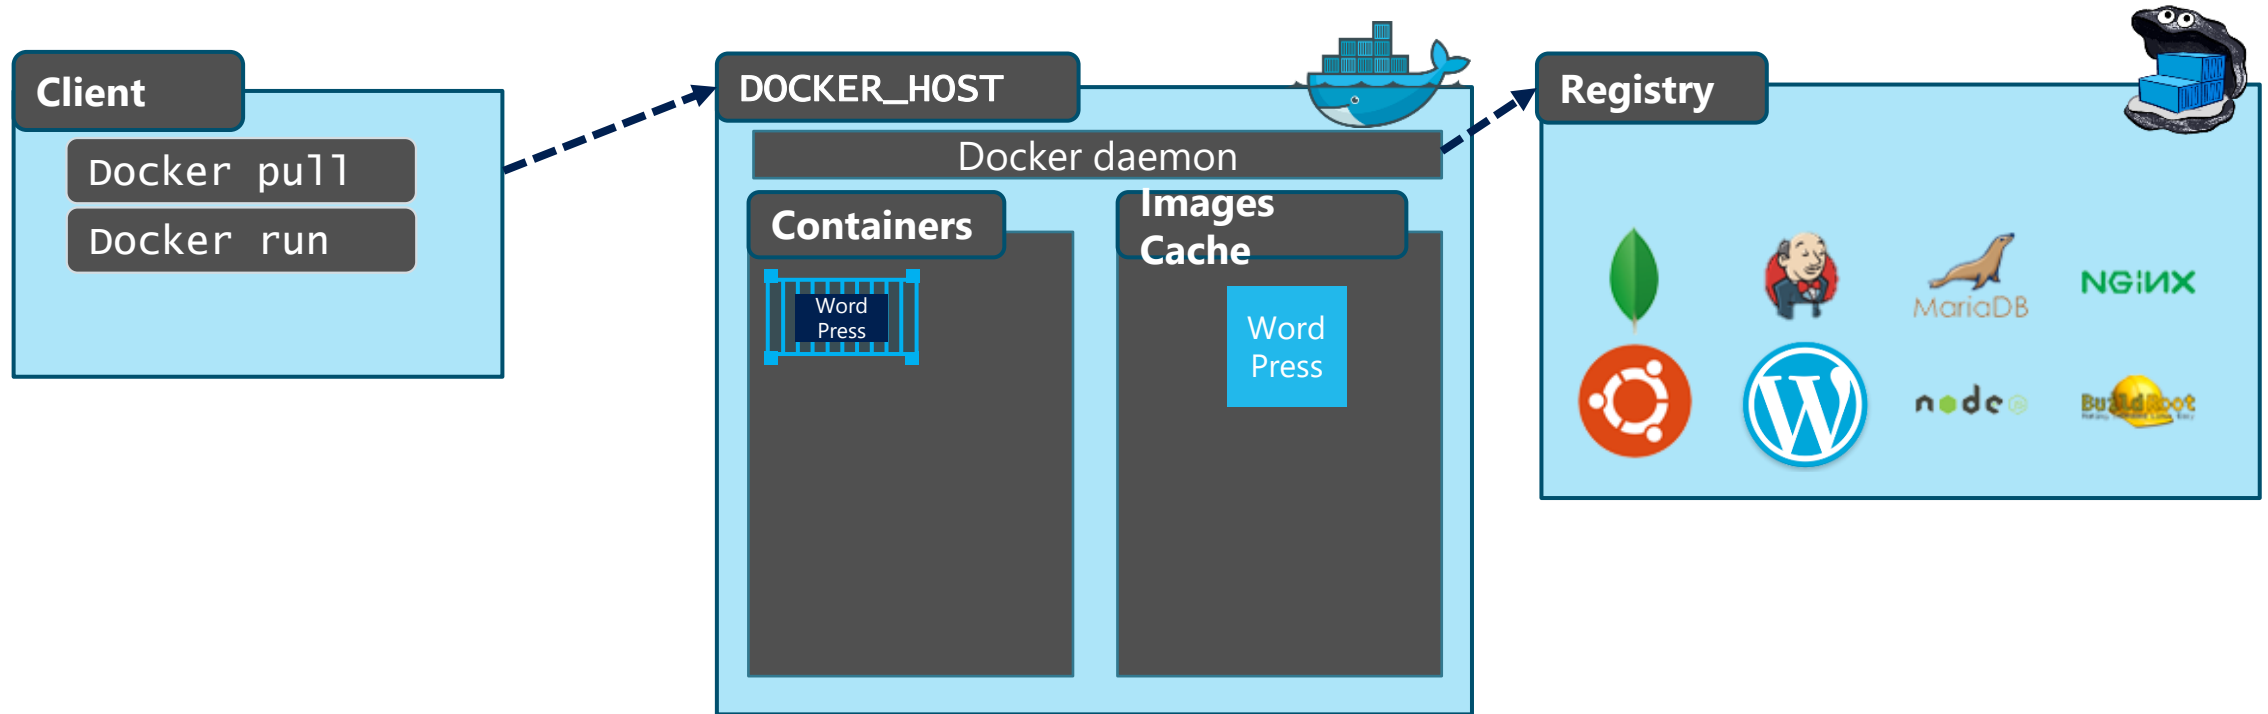 Client
Docker pull
Docker run
DOCKER_HOST
Docker daemon
Containers
Word
Press
Images
Cache
Word
Press
Registry
MariaDB
NGiNX
W
node
BuildRoot